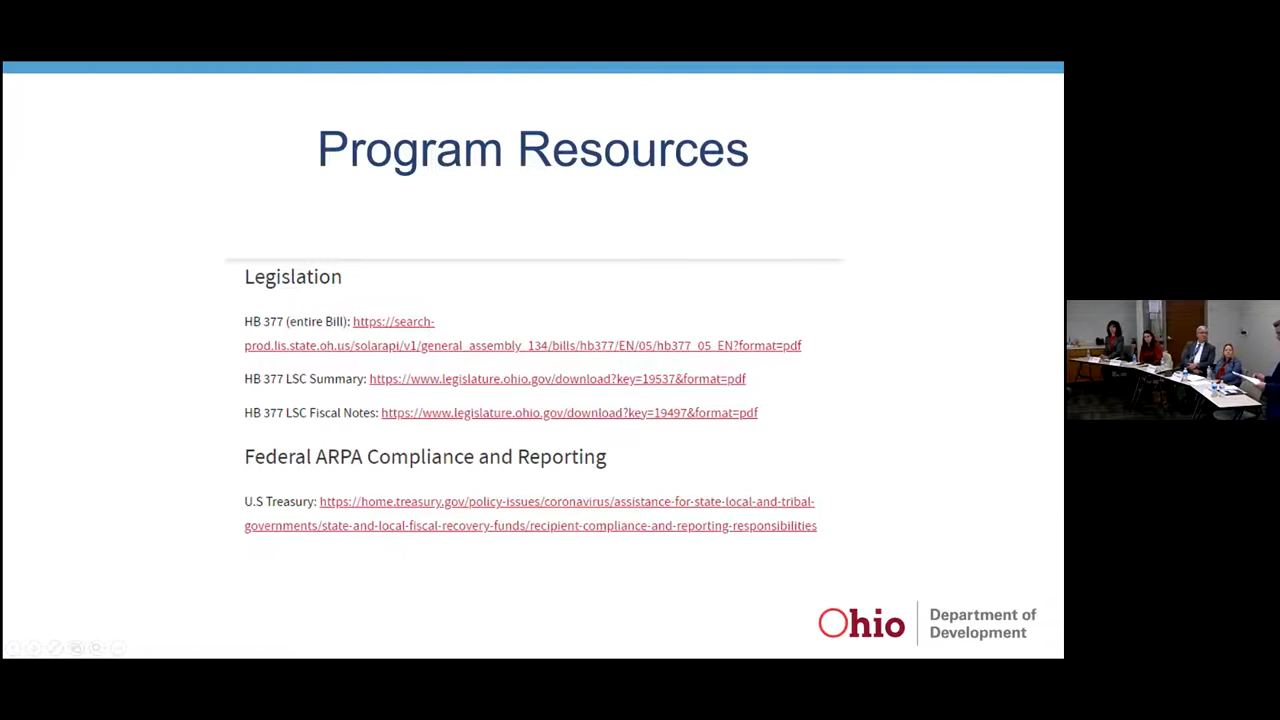 Program Resources
Legislation
HB 377 (entire Bill): https://search-
prod.lis.state.oh.us/solarapi/v1/general_assembly_134/bills/hb377/EN/05/hb377_05_EN?format=pdf
HB 377 LSC Summary: https://www.legislature.ohio.gov/download?key=19537&format=pdf
HB 377 LSC Fiscal Notes: https://www.legislature.ohio.gov/download?key=19497&format=pdf
Federal ARPA Compliance and Reporting
U.S Treasury: https://home.treasury.gov/policy-issues/coronavirus/assistance-for-state-local-and-tribal-
governments/state-and-local-fiscal-recovery-funds/recipient-compliance-and-reporting-responsibilities
Ohio
Department of
Development